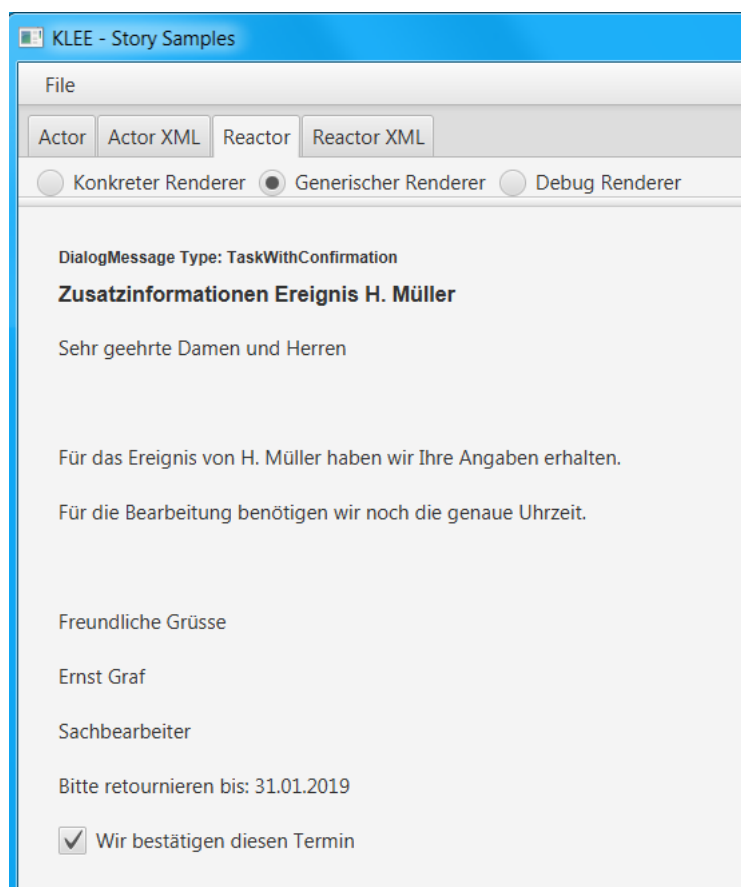 KLEE - Story Samples
File
Actor Actor XML Reactor Reactor XML
Konkreter Renderer Generischer Renderer Debug Renderer
DialogMessage Type: TaskWithConfirmation
Zusatzinformationen Ereignis H. Müller
Sehr geehrte Damen und Herren
Für das Ereignis von H. Müller haben wir Ihre Angaben erhalten.
Für die Bearbeitung benötigen wir noch die genaue Uhrzeit.
Freundliche Grüsse
Ernst Graf
Sachbearbeiter
Bitte retournieren bis: 31.01.2019
Wir bestätigen diesen Termin